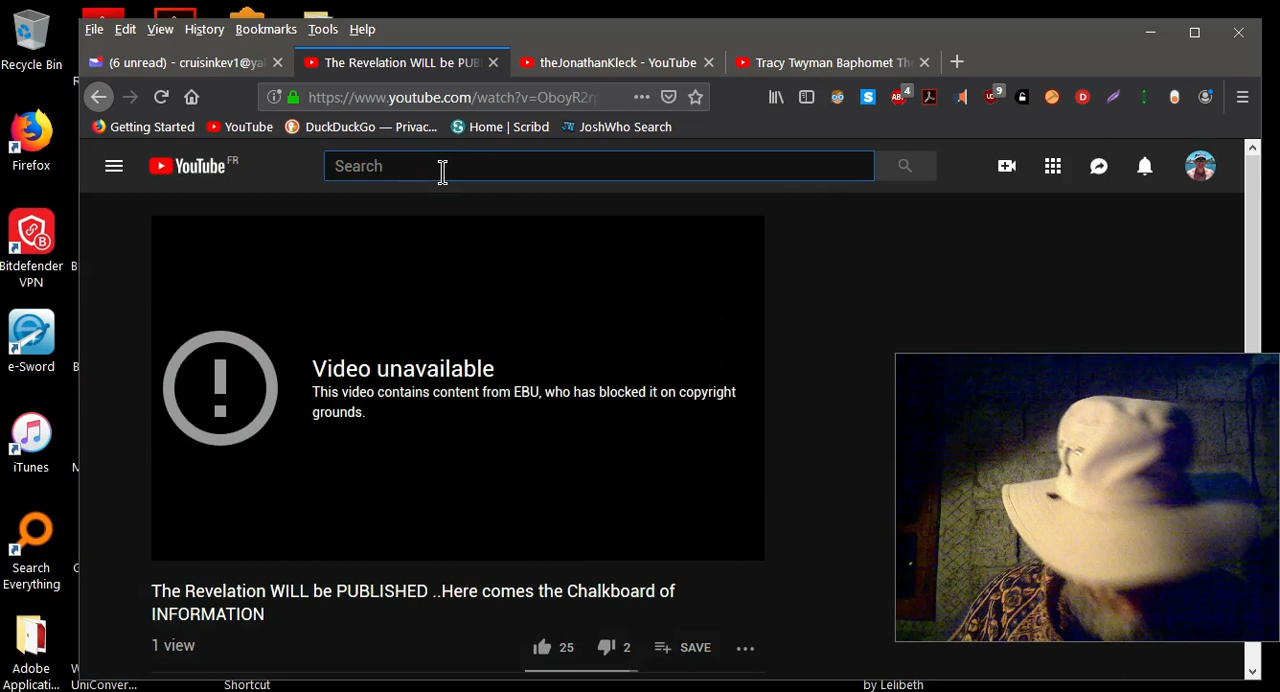 File Edit View History Bookmarks Tools Help
Recycle Bin
(6 unread) - cruisinkev1@ya
The Revelation WILL be PUB
theJonathanKleck - YouTube
Tracy Twyman Baphomet The
https://www.youtube.com/watch?v=OboyR2r
4
9
Getting Started YouTube DuckDuckGo — Privac... Home | Scribd JoshWho Search
Firefox
YouTube FR
Search
Bitdefender
VPN
e-Sword
iTunes
Search
Everything
Adobe
Applicati...
Video unavailable
This video contains content from EBU, who has blocked it on copyright
grounds.
The Revelation WILL be PUBLISHED ..Here comes the Chalkboard of
INFORMATION
1 view
25 2 SAVE
UniConver...
Shortcut
by Lelibeth